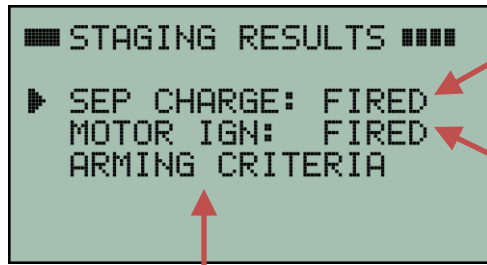 STAGING RESULTS
SEP CHARGE: FIRED
MOTOR IGN: FIRED
ARMING CRITERIA